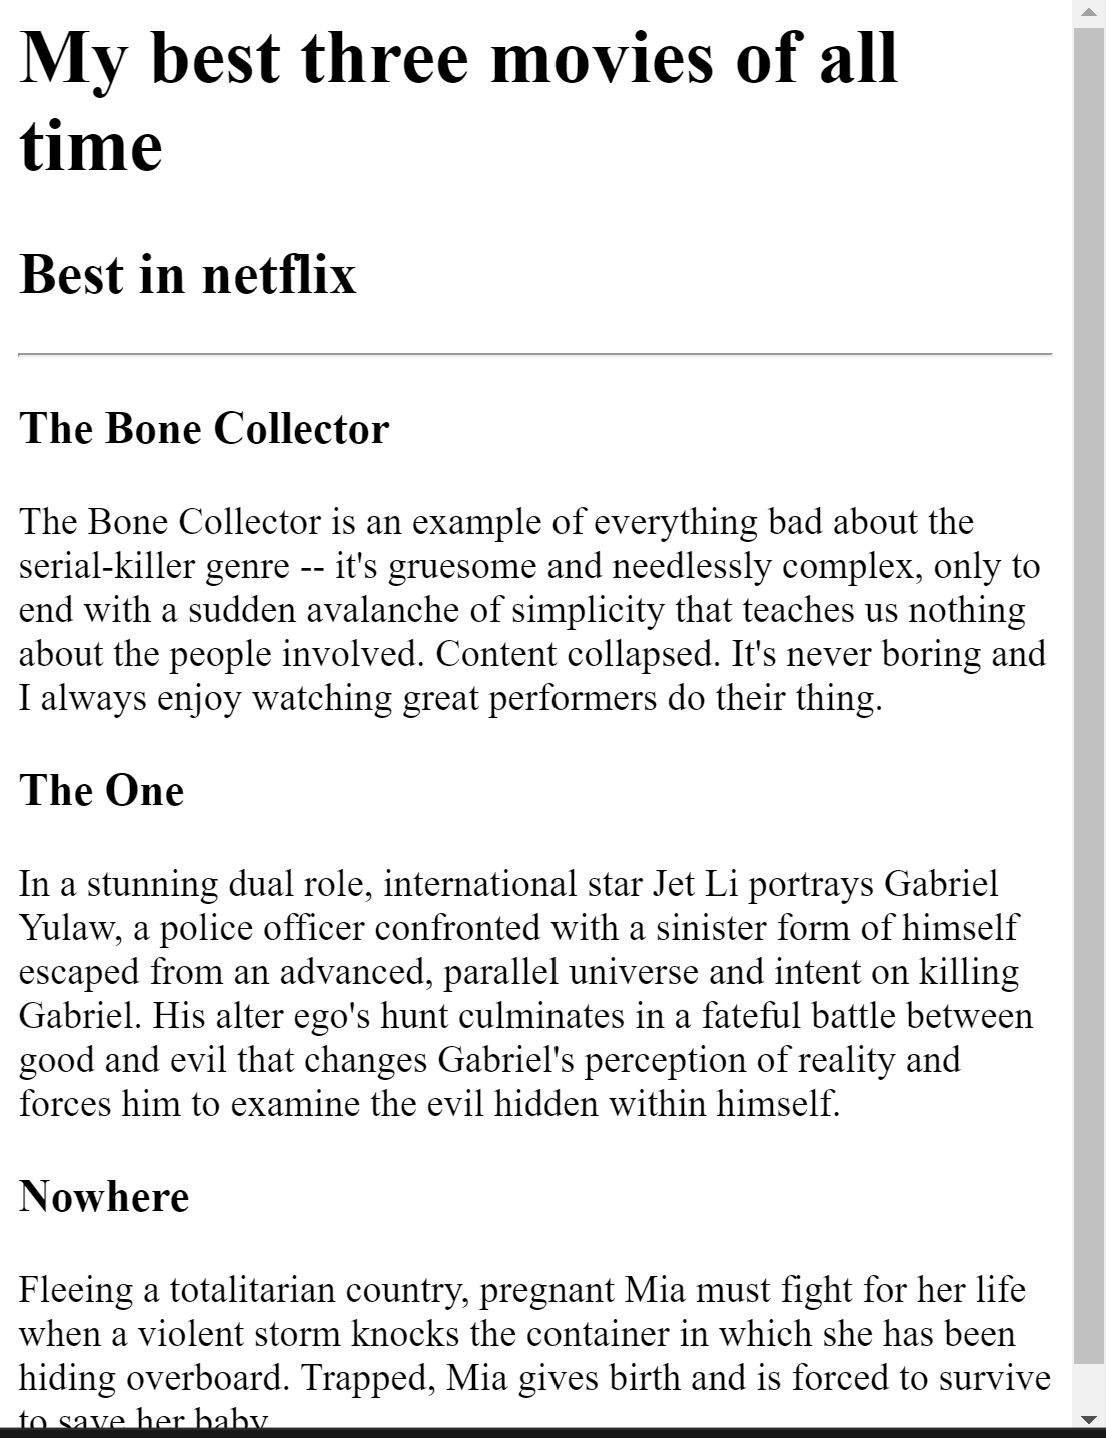 My best three movies of all
time
Best in netflix
The Bone Collector
The Bone Collector is an example of everything bad about the
serial-killer genre -- it's gruesome and needlessly complex, only to
end with a sudden avalanche of simplicity that teaches us nothing
about the people involved. Content collapsed. It's never boring and
I always enjoy watching great performers do their thing.
The One
In a stunning dual role, international star Jet Li portrays Gabriel
Yulaw, a police officer confronted with a sinister form of himself
escaped from an advanced, parallel universe and intent on killing
Gabriel. His alter ego's hunt culminates in a fateful battle between
good and evil that changes Gabriel's perception of reality and
forces him to examine the evil hidden within himself.
Nowhere
Fleeing a totalitarian country, pregnant Mia must fight for her life
when a violent storm knocks the container in which she has been
hiding overboard. Trapped, Mia gives birth and is forced to survive
to save her baby.